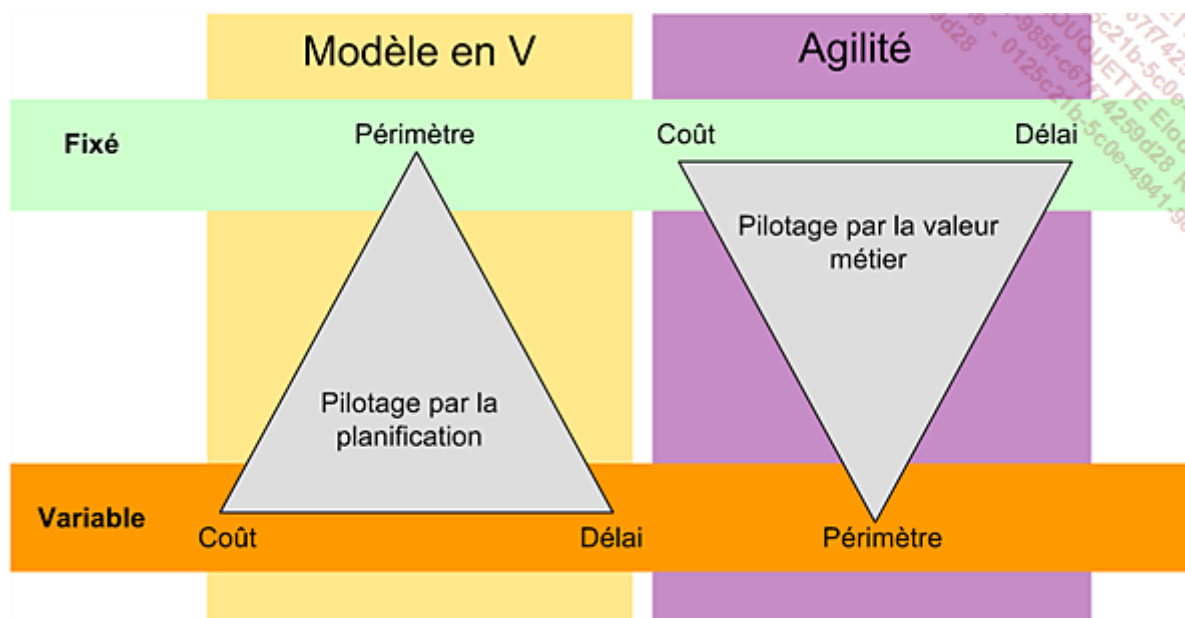 Modèle en V
Agilité
Fixé
Périmètre
Coût
Délai
Pilotage par la valeur
métier
Pilotage par la
planification
Variable
Coût
Délai
Périmètre